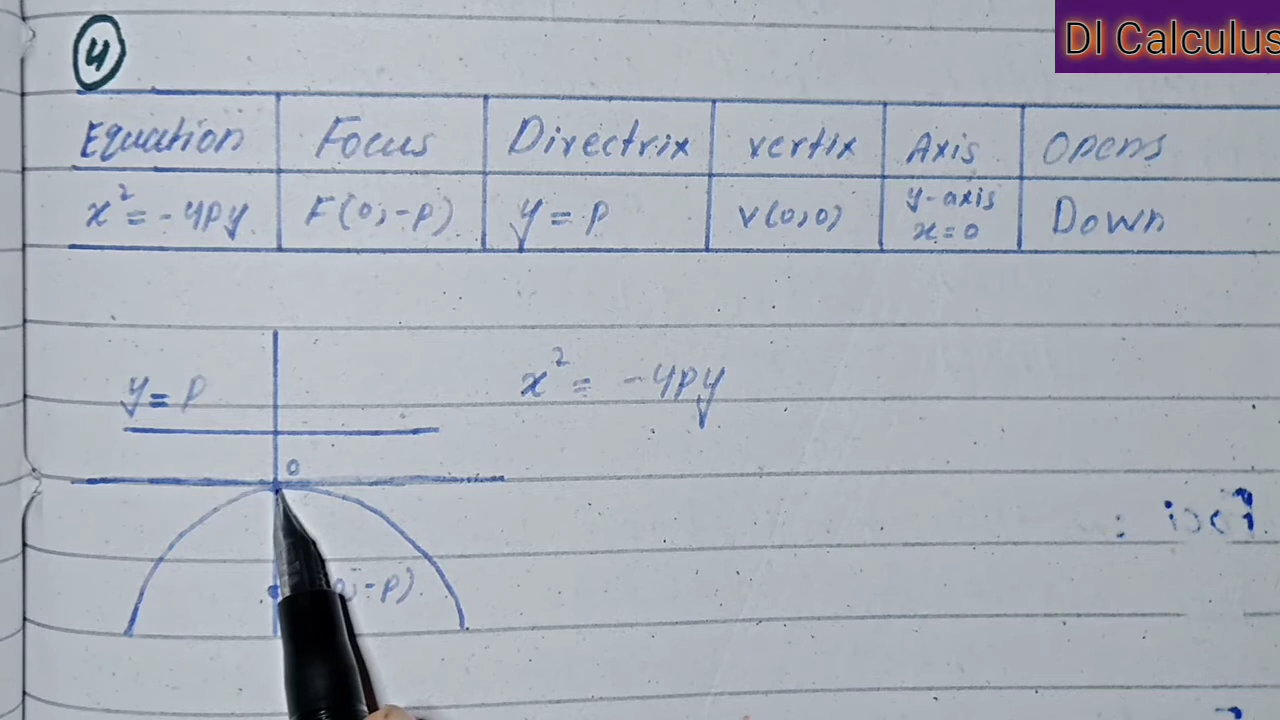 DI Calculus
4
Equation Focus Directrix vertix Axis Opens
x² = -4py F(0,-p) y = p v(0,0) y-axis x=0 Down
y = p x² = -4py
0
-p)
Foci :